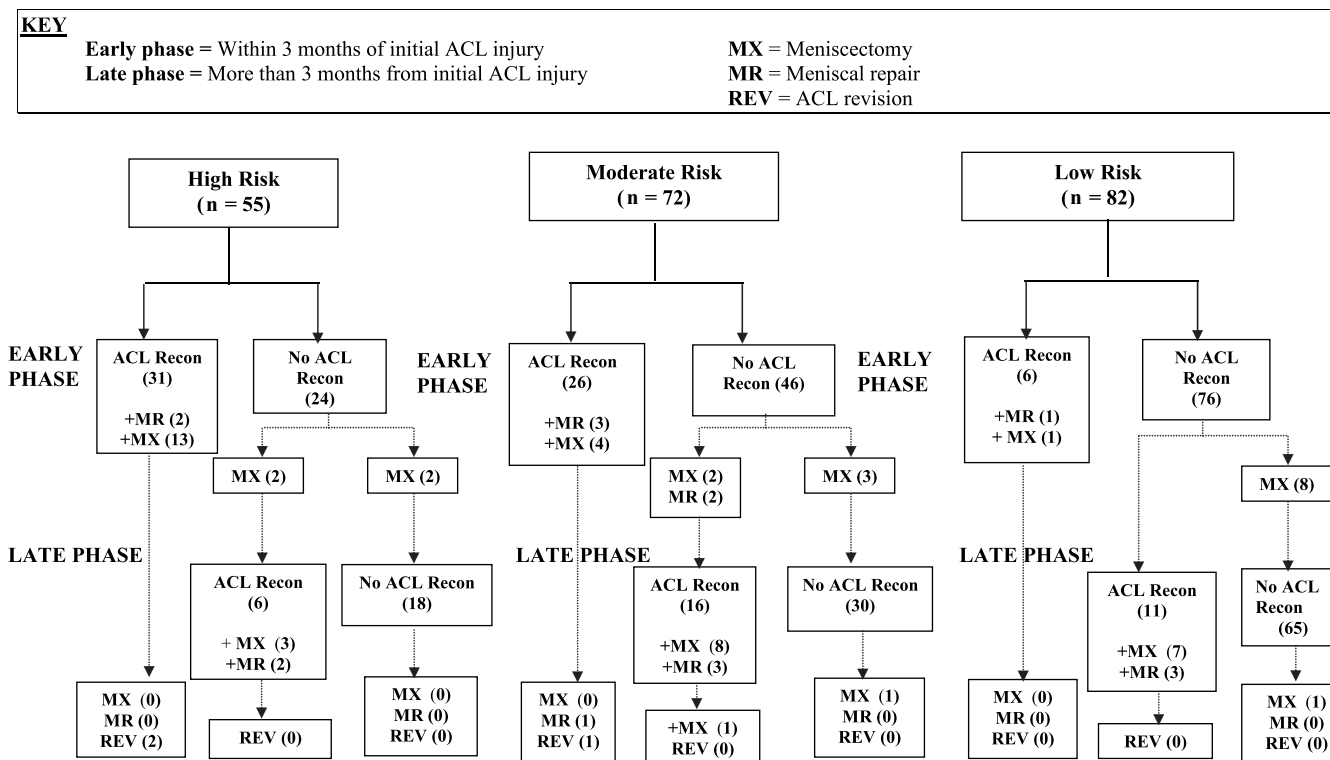 KEY
Early phase = Within 3 months of initial ACL injury
Late phase = More than 3 months from initial ACL injury
MX = Meniscectomy
MR = Meniscal repair
REV = ACL revision
High Risk
(n = 55)
Moderate Risk
(n = 72)
Low Risk
(n = 82)
EARLY
PHASE
ACL Recon
(31)
+MR (2)
+MX (13)
No ACL
Recon
(24)
MX (2)
MX (2)
LATE PHASE
ACL Recon
(6)
+ MX (3)
+MR (2)
No ACL Recon
(18)
MX (0)
MR (0)
REV (2)
REV (0)
MX (0)
MR (0)
REV (0)
EARLY
PHASE
ACL Recon
(26)
+MR (3)
+MX (4)
No ACL
Recon (46)
MX (2)
MR (2)
MX (3)
LATE PHASE
ACL Recon
(16)
+MX (8)
+MR (3)
No ACL Recon
(30)
MX (0)
MR (1)
REV (1)
+MX (1)
REV (0)
MX (1)
MR (0)
REV (0)
EARLY
PHASE
ACL Recon
(6)
+MR (1)
+ MX (1)
No ACL
Recon
(76)
MX (8)
LATE PHASE
ACL Recon
(11)
+MX (7)
+MR (3)
No ACL
Recon
(65)
MX (0)
MR (0)
REV (0)
REV (0)
MX (1)
MR (0)
REV (0)